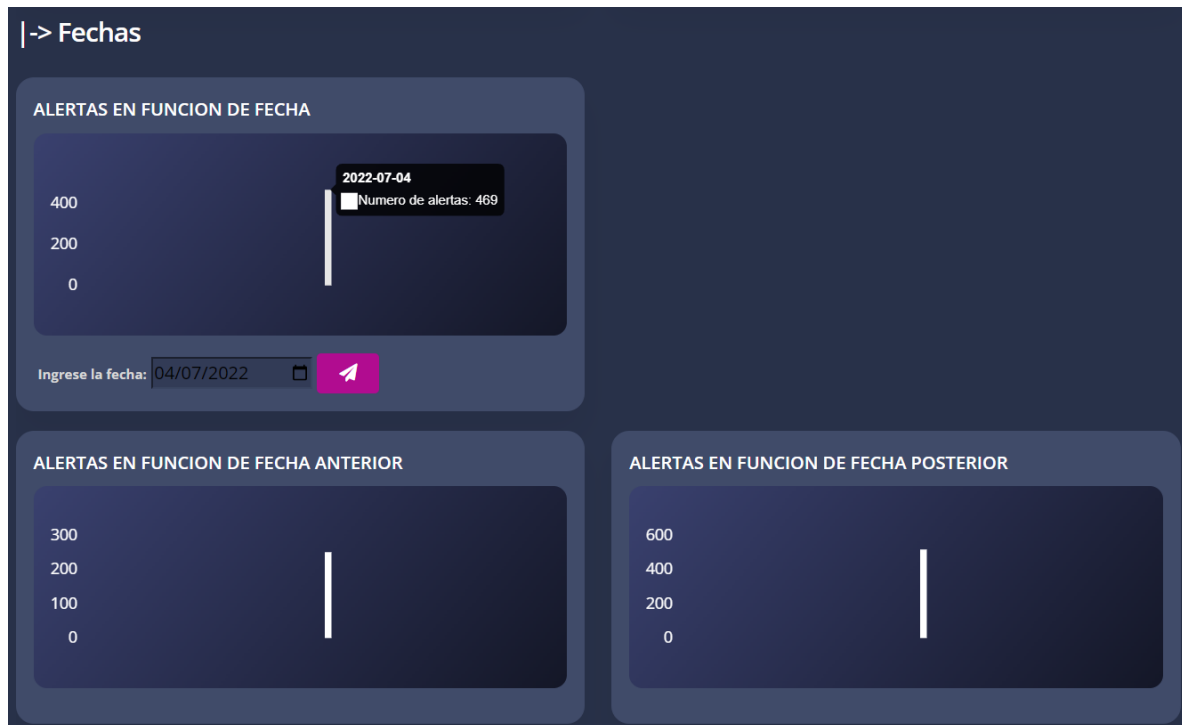 |-> Fechas
ALERTAS EN FUNCION DE FECHA
2022-07-04
Numero de alertas: 469
400
200
0
Ingrese la fecha: 04/07/2022
ALERTAS EN FUNCION DE FECHA ANTERIOR
300
200
100
0
ALERTAS EN FUNCION DE FECHA POSTERIOR
600
400
200
0